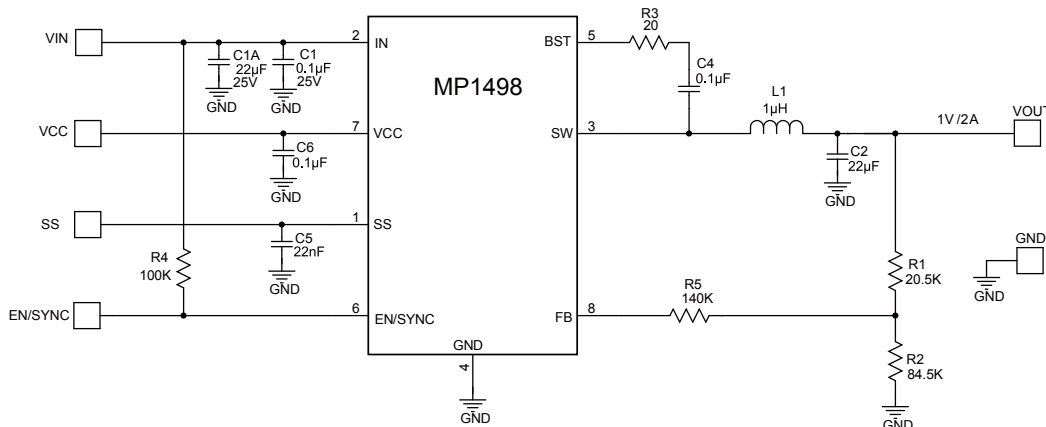 VIN
2
IN
C1A
22µF
25V
GND
C1
0.1µF
25V
GND
MP1498
BST
5
R3
20
C4
0.1µF
VCC
7
VCC
C6
0.1µF
GND
SW
3
L1
1µH
1V/2A
VOUT
C2
22µF
GND
SS
1
SS
C5
22nF
GND
R4
100K
R1
20.5K
GND
GND
EN/SYNC
6
EN/SYNC
FB
8
R5
140K
R2
84.5K
GND
GND
4
GND